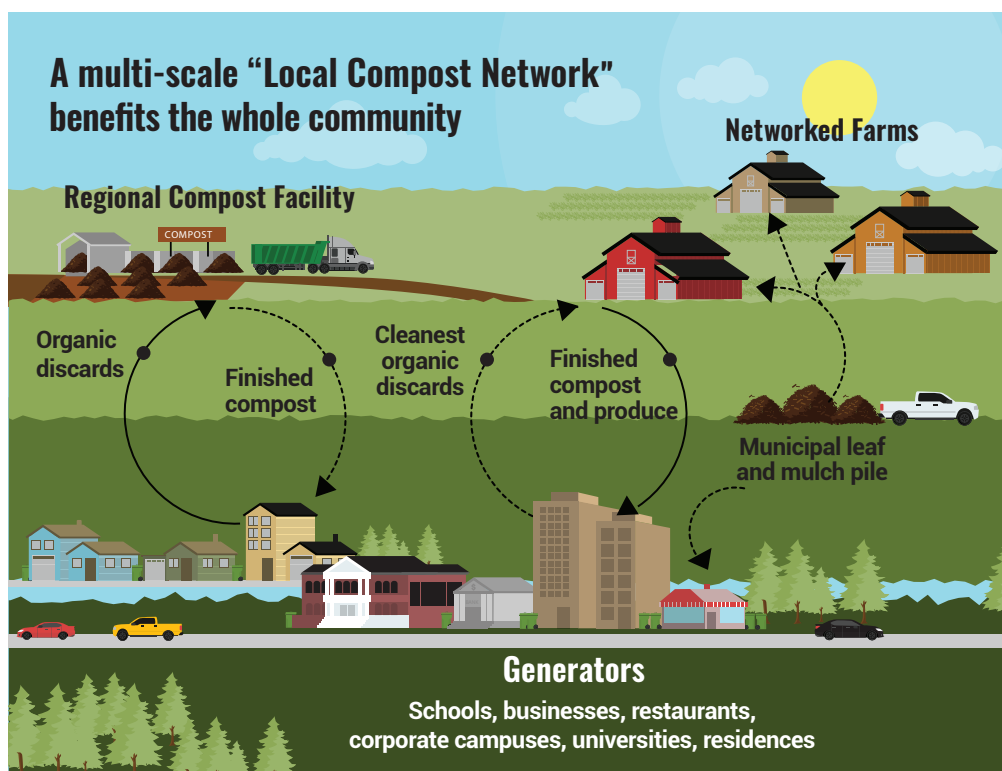 A multi-scale “Local Compost Network"
benefits the whole community
Networked Farms
Regional Compost Facility
COMPOST
Organic
discards
Finished
compost
Cleanest
organic
discards
Finished
compost
and produce
Municipal leaf
and mulch pile
Generators
Schools, businesses, restaurants,
corporate campuses, universities, residences